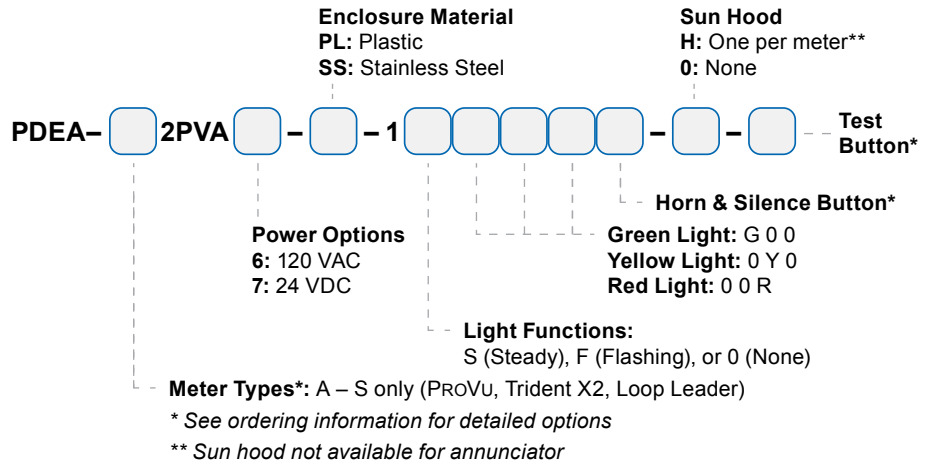 Enclosure Material
PL: Plastic
SS: Stainless Steel
Sun Hood
H: One per meter**
0: None
PDEA– 2PVA – – 1 – –
Test
Button*
Horn & Silence Button*
Power Options
6: 120 VAC
7: 24 VDC
Green Light: G 0 0
Yellow Light: 0 Y 0
Red Light: 0 0 R
Light Functions:
S (Steady), F (Flashing), or 0 (None)
Meter Types*: A – S only (PROVU, Trident X2, Loop Leader)
* See ordering information for detailed options
** Sun hood not available for annunciator